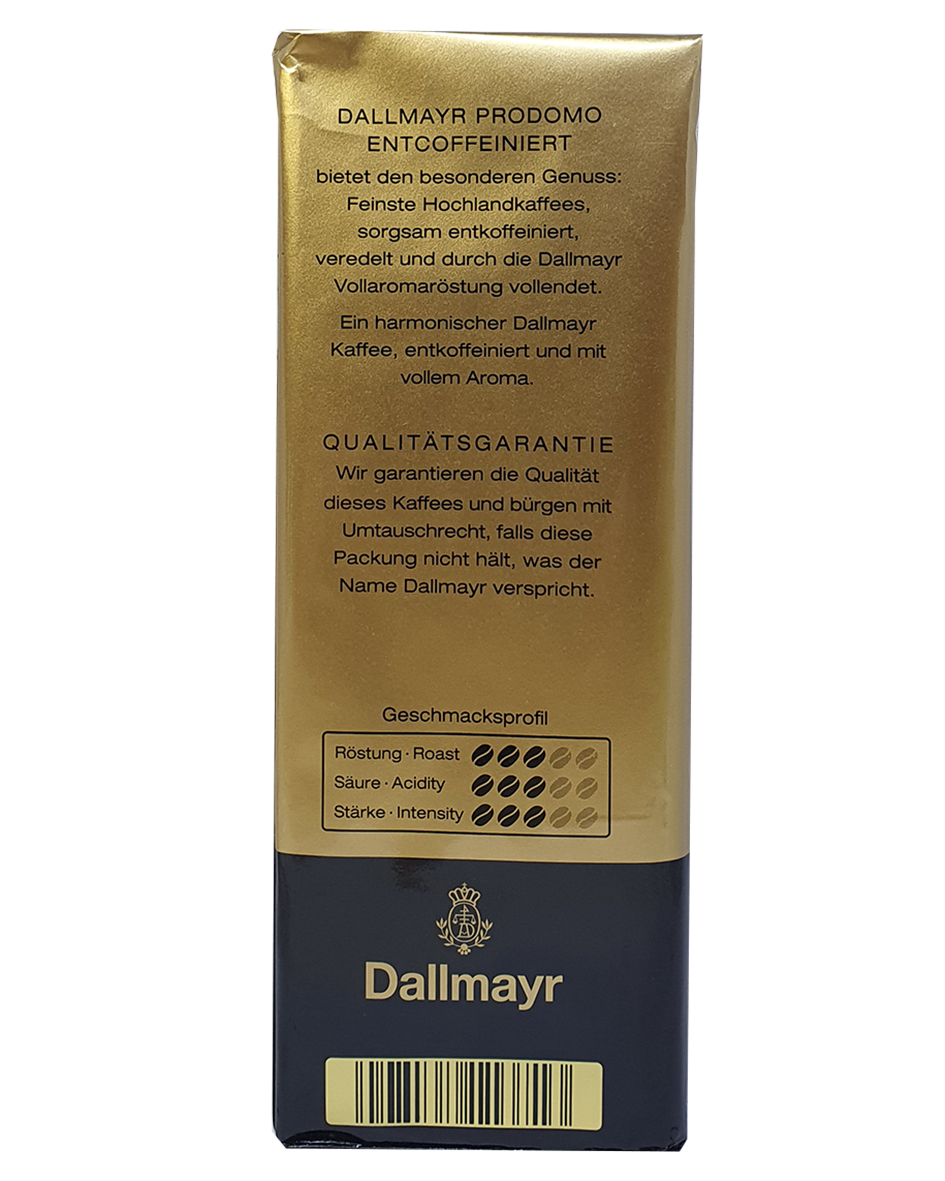 DALLMAYR PRODOMO
ENTCOFFEINIERT
bietet den besonderen Genuss:
Feinste Hochlandkaffees,
sorgsam entkoffeiniert,
veredelt und durch die Dallmayr
Vollaromaröstung vollendet.
Ein harmonischer Dallmayr
Kaffee, entkoffeiniert und mit
vollem Aroma.
QUALITÄTSGARANTIE
Wir garantieren die Qualität
dieses Kaffees und bürgen mit
Umtauschrecht, falls diese
Packung nicht hält, was der
Name Dallmayr verspricht.
Geschmacksprofil
Röstung · Roast
Säure · Acidity
Stärke · Intensity
Dallmayr